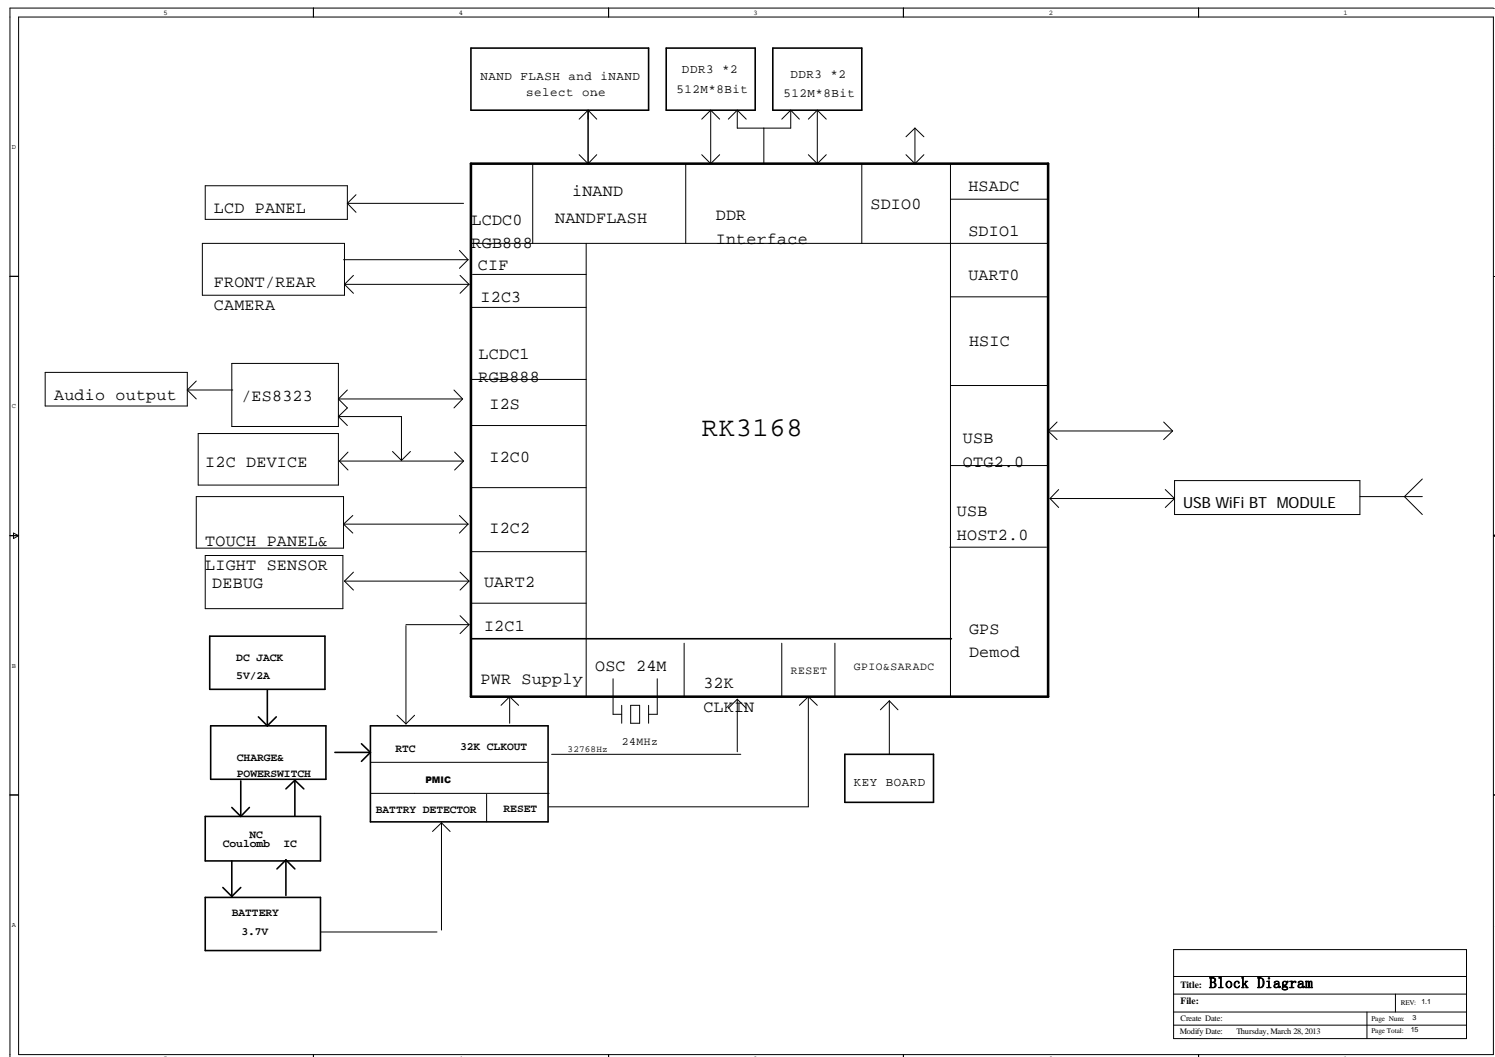 5 4 3 2 1
NAND FLASH and iNAND
select one
DDR3 *2
512M*8Bit
DDR3 *2
512M*8Bit
D
LCD PANEL
LCDC0
RGB888
iNAND
NANDFLASH
DDR
Interface
SDIO0
HSADC
SDIO1
FRONT/REAR
CAMERA
CIF
I2C3
UART0
HSIC
LCDC1
RGB888
C
Audio output
/ES8323
I2S
RK3168
I2C DEVICE
I2C0
USB
OTG2.0
USB
HOST2.0
USB WiFi BT MODULE
TOUCH PANEL&
LIGHT SENSOR
I2C2
DEBUG
UART2
I2C1
GPS
Demod
B
DC JACK
5V/2A
PWR Supply
OSC 24M
32K
CLKIN
RESET
GPIO&SARADC
24MHz
CHARGE&
POWERSWITCH
RTC
32K CLKOUT
32768Hz
PMIC
BATTRY DETECTOR
RESET
KEY BOARD
NC
Coulomb IC
A
BATTERY
3.7V
Title: Block Diagram
File:
REV: 1.1
Create Date:
Page Num: 3
Modify Date: Thursday, March 28, 2013
Page Total: 15